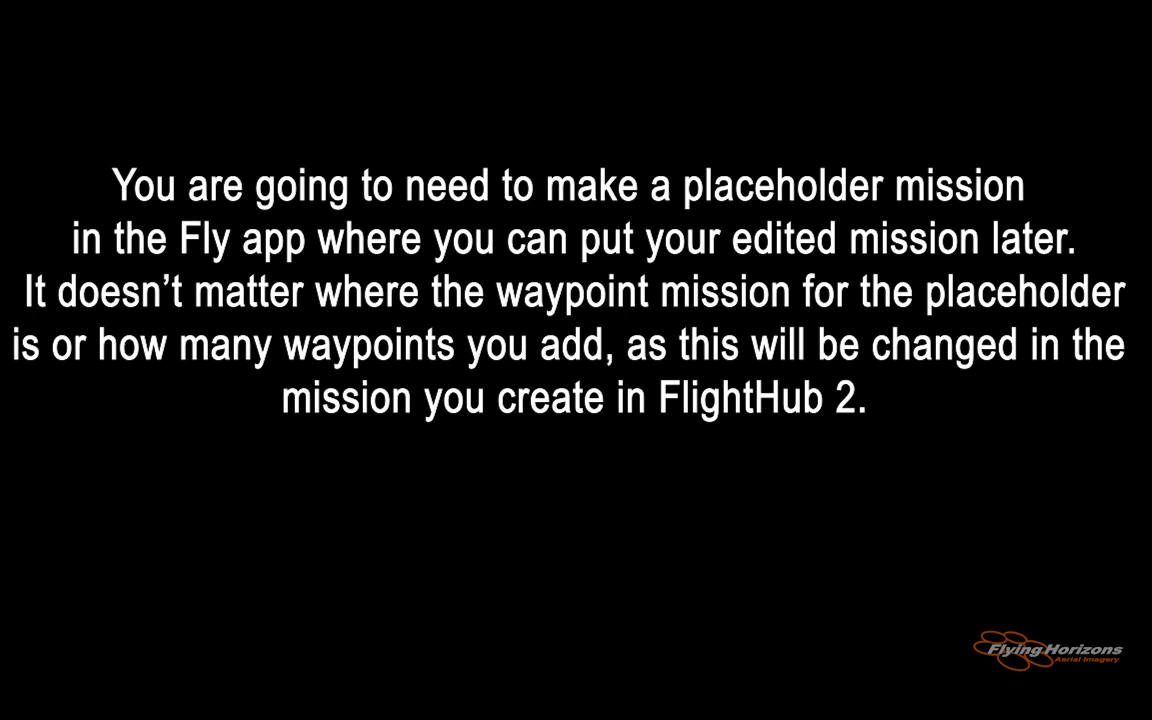 You are going to need to make a placeholder mission
in the Fly app where you can put your edited mission later.
It doesn’t matter where the waypoint mission for the placeholder
is or how many waypoints you add, as this will be changed in the
mission you create in FlightHub 2.
Flying Horizons
Aerial Imagery